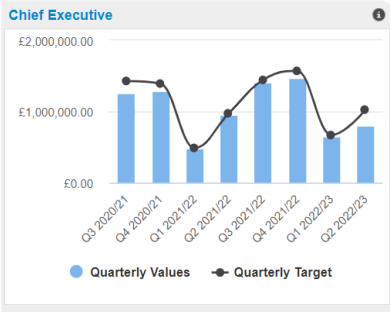 Chief Executive
£2,000,000.00
£1,000,000.00
£0.00
Q3 2020/21
Q4 2020/21
Q1 2021/22
Q2 2021/22
Q3 2021/22
Q4 2021/22
Q1 2022/23
Q2 2022/23
Quarterly Values
Quarterly Target